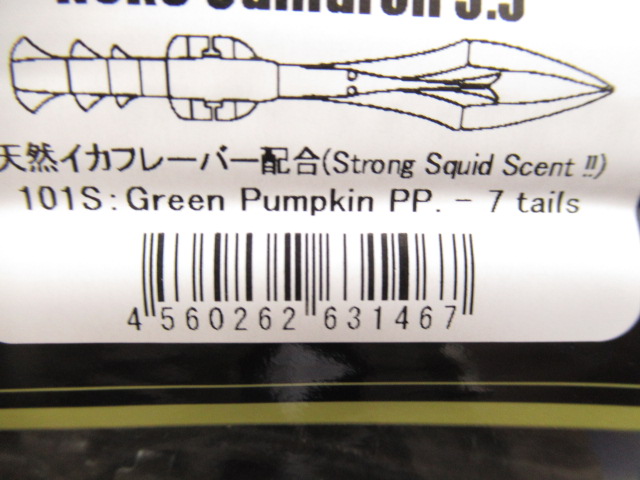 天然イカフレーバー配合(Strong Squid Scent !!)
101S: Green Pumpkin PP. - 7 tails
4 560262 631467